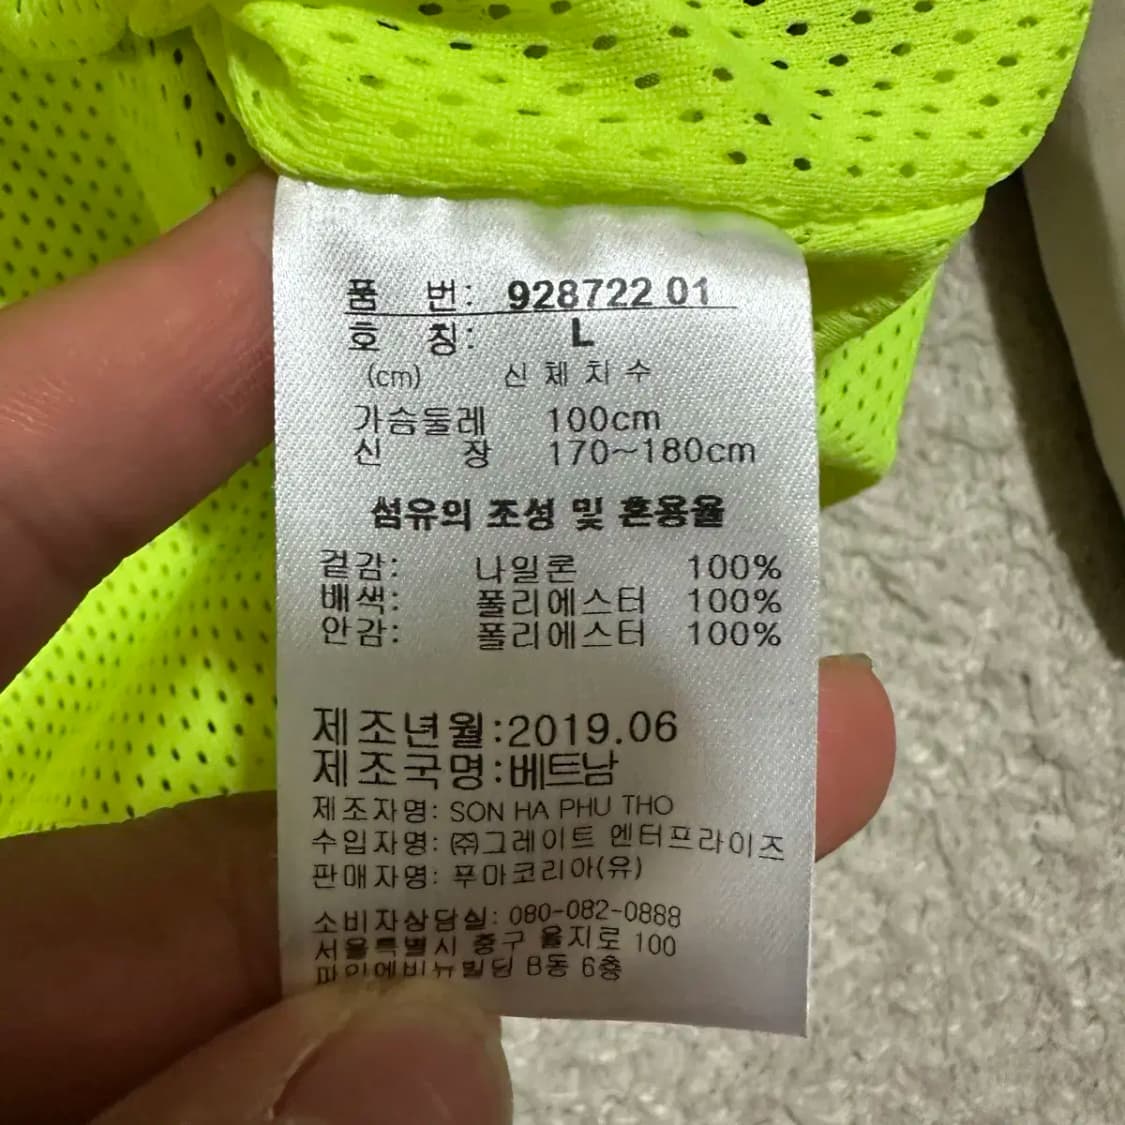 품 번: 928722 01
호 칭: L
(cm) 신체치수
가슴둘레 100cm
신 장 170~180cm
섬유의 조성 및 혼용율
겉감: 나일론 100%
배색: 폴리에스터 100%
안감: 폴리에스터 100%
제조년월:2019.06
제조국명:베트남
제조자명: SON HA PHU THO
수입자명: ㈜그레이트 엔터프라이즈
판매자명: 푸마코리아(유)
소비자상담실: 080-082-0888
서울특별시 중구 을지로 100
파인에비뉴빌딩 B동 6층